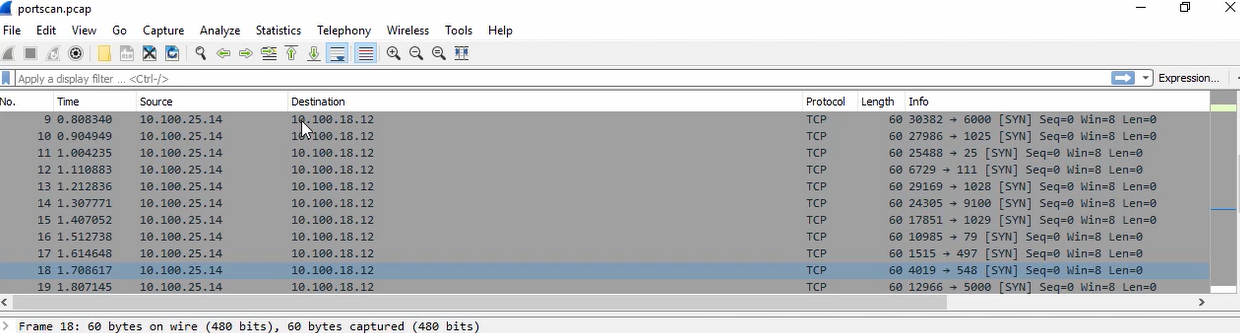 portscan.pcap
File Edit View Go Capture Analyze Statistics Telephony Wireless Tools Help
Apply a display filter ... <Ctrl-/> Expression...
No. Time Source Destination Protocol Length Info
9 0.808340 10.100.25.14 10.100.18.12 TCP 60 30382 → 6000 [SYN] Seq=0 Win=8 Len=0
10 0.904949 10.100.25.14 10.100.18.12 TCP 60 27986 → 1025 [SYN] Seq=0 Win=8 Len=0
11 1.004235 10.100.25.14 10.100.18.12 TCP 60 25488 → 25 [SYN] Seq=0 Win=8 Len=0
12 1.110883 10.100.25.14 10.100.18.12 TCP 60 6729 → 111 [SYN] Seq=0 Win=8 Len=0
13 1.212836 10.100.25.14 10.100.18.12 TCP 60 29169 → 1028 [SYN] Seq=0 Win=8 Len=0
14 1.307771 10.100.25.14 10.100.18.12 TCP 60 24305 → 9100 [SYN] Seq=0 Win=8 Len=0
15 1.407052 10.100.25.14 10.100.18.12 TCP 60 17851 → 1029 [SYN] Seq=0 Win=8 Len=0
16 1.512738 10.100.25.14 10.100.18.12 TCP 60 10985 → 79 [SYN] Seq=0 Win=8 Len=0
17 1.614648 10.100.25.14 10.100.18.12 TCP 60 1515 → 497 [SYN] Seq=0 Win=8 Len=0
18 1.708617 10.100.25.14 10.100.18.12 TCP 60 4019 → 548 [SYN] Seq=0 Win=8 Len=0
19 1.807145 10.100.25.14 10.100.18.12 TCP 60 12966 → 5000 [SYN] Seq=0 Win=8 Len=0
Frame 18: 60 bytes on wire (480 bits), 60 bytes captured (480 bits)